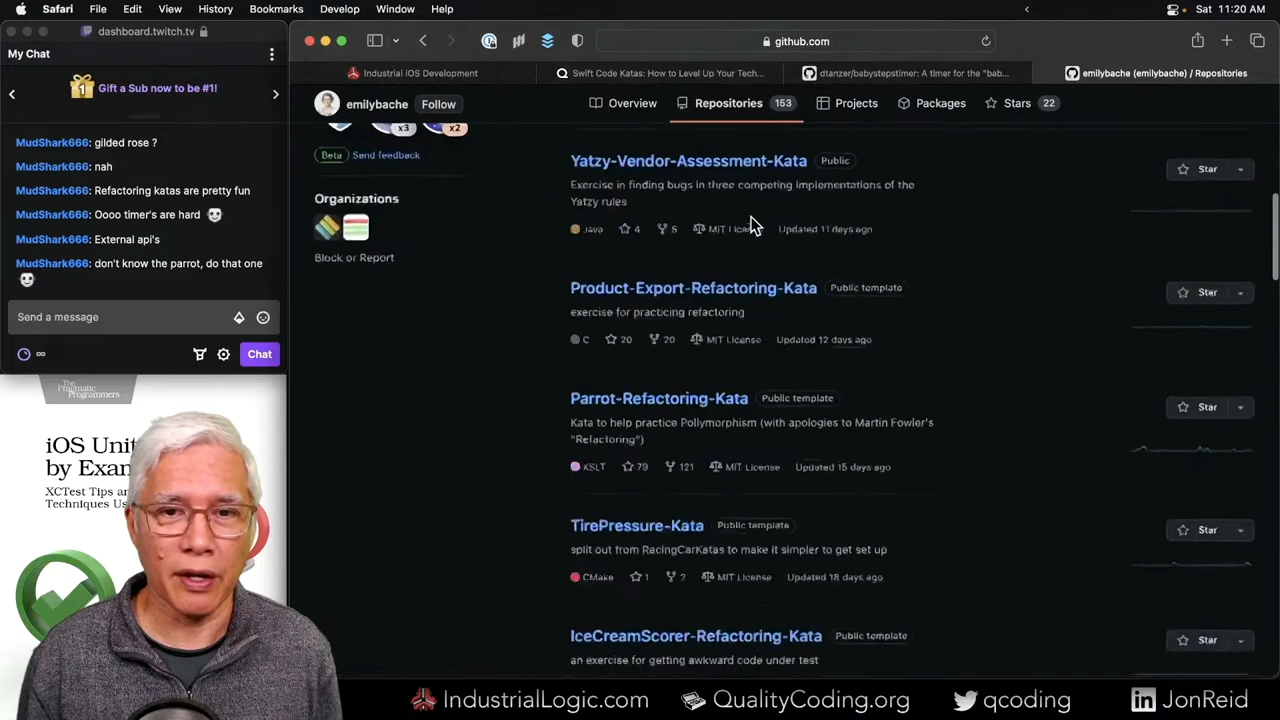 Safari File Edit View History Bookmarks Develop Window Help
Sat 11:20 AM
dashboard.twitch.tv
My Chat
Gift a Sub now to be #1!
1
MudShark666: gilded rose ?
MudShark666: nah
MudShark666: Refactoring katas are pretty fun
MudShark666: Oooo timer's are hard
MudShark666: External api's
MudShark666: don't know the parrot, do that one
Send a message
Chat
github.com
Industrial iOS Development
Swift Code Katas: How to Level Up Your Tech...
dtanzer/babystepstimer: A timer for the "bab...
emilybache (emilybache) / Repositories
emilybache Follow
Overview Repositories 153 Projects Packages Stars 22
x3 x2
Beta Send feedback
Organizations
Block or Report
Yatzy-Vendor-Assessment-Kata Public
Star
Exercise in finding bugs in three competing implementations of the
Yatzy rules
Java 4 5 MIT License Updated 11 days ago
Product-Export-Refactoring-Kata Public template
Star
exercise for practicing refactoring
C 20 20 MIT License Updated 12 days ago
Parrot-Refactoring-Kata Public template
Star
Kata to help practice Pollymorphism (with apologies to Martin Fowler's
"Refactoring")
XSLT 79 121 MIT License Updated 15 days ago
TirePressure-Kata Public template
Star
split out from RacingCarKatas to make it simpler to get set up
CMake 1 2 MIT License Updated 18 days ago
IceCreamScorer-Refactoring-Kata Public template
Star
an exercise for getting awkward code under test
The
Pragmatic
Programmers
iOS Unit
by Exam
XCTest Tips an
Techniques Us
IndustrialLogic.com QualityCoding.org qcoding JonReid